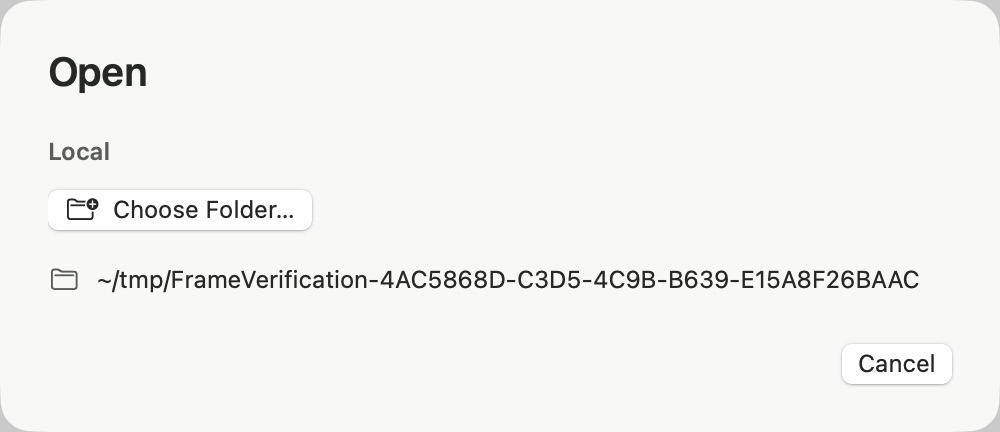 Open
Local
Choose Folder...
~/tmp/FrameVerification-4AC5868D-C3D5-4C9B-B639-E15A8F26BAAC
Cancel